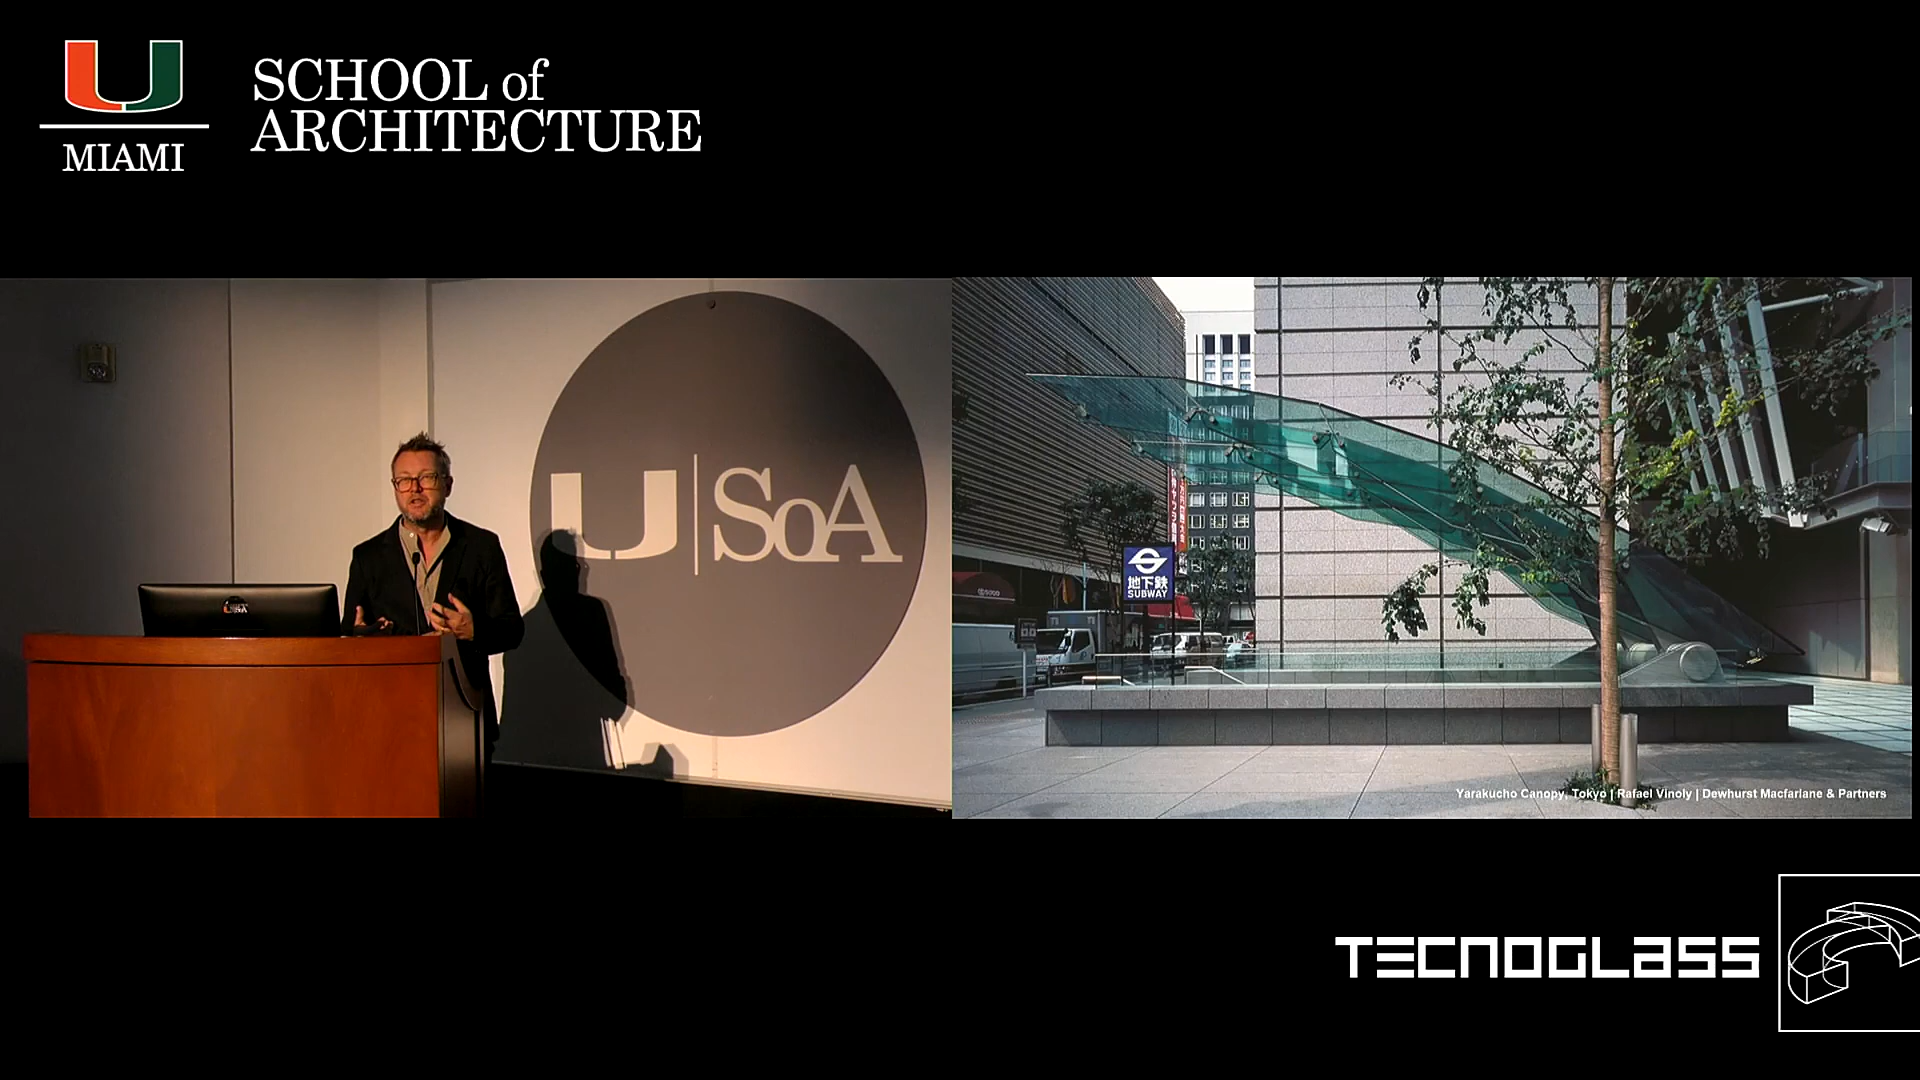 MIAMI
SCHOOL of
ARCHITECTURE
U | SoA
地下鉄
SUBWAY
Yarakucho Canopy, Tokyo | Rafael Vinoly | Dewhurst Macfarlane & Partners
TECNOGLASS